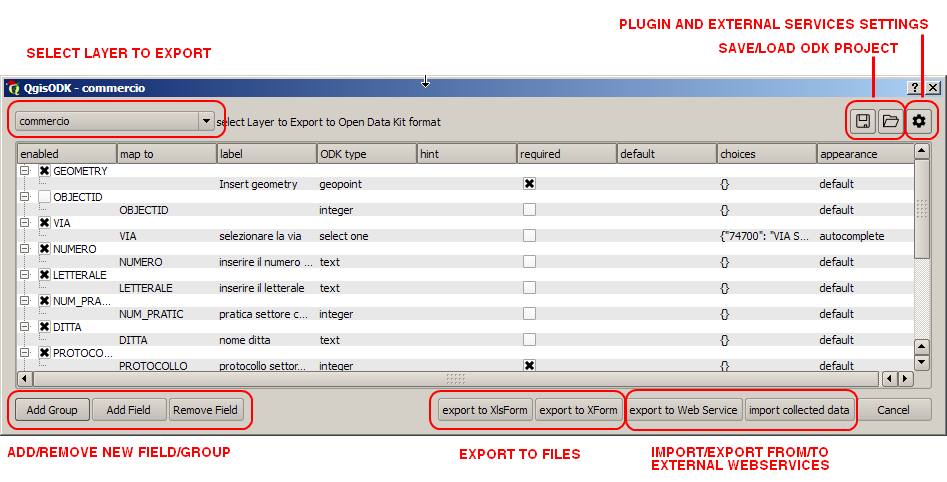 PLUGIN AND EXTERNAL SERVICES SETTINGS
SAVE/LOAD ODK PROJECT
SELECT LAYER TO EXPORT
QgisODK - commercio
commercio select Layer to Export to Open Data Kit format
enabled map to label ODK type hint required default choices appearance
GEOMETRY
Insert geometry geopoint {} default
OBJECTID
OBJECTID integer {} default
VIA
VIA selezionare la via select one {"74700": "VIA S... autocomplete
NUMERO
NUMERO inserire il numero ... text {} default
LETTERALE
LETTERALE inserire il letterale text {} default
NUM_PRA...
NUM_PRATIC pratica settore c... integer {} default
DITTA
DITTA nome ditta text {} default
PROTOCO...
PROTOCOLLO protocollo settor... integer {} default
Add Group Add Field Remove Field export to XlsForm export to XForm export to Web Service import collected data Cancel
ADD/REMOVE NEW FIELD/GROUP
EXPORT TO FILES
IMPORT/EXPORT FROM/TO
EXTERNAL WEBSERVICES